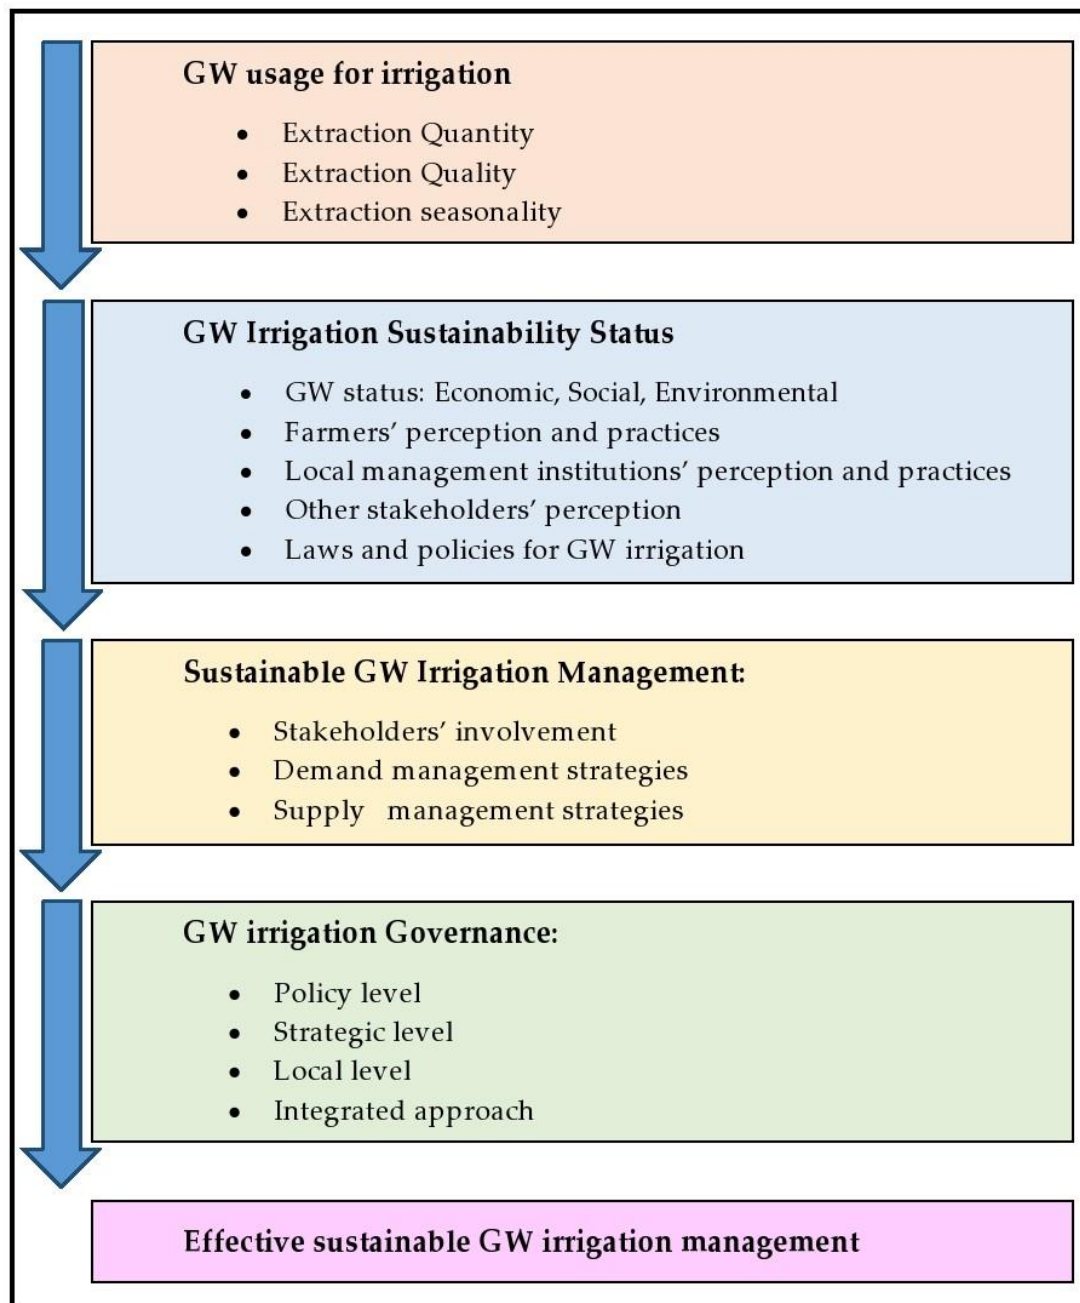 GW usage for irrigation
• Extraction Quantity
• Extraction Quality
• Extraction seasonality
GW Irrigation Sustainability Status
• GW status: Economic, Social, Environmental
• Farmers’ perception and practices
• Local management institutions’ perception and practices
• Other stakeholders’ perception
• Laws and policies for GW irrigation
Sustainable GW Irrigation Management:
• Stakeholders’ involvement
• Demand management strategies
• Supply management strategies
GW irrigation Governance:
• Policy level
• Strategic level
• Local level
• Integrated approach
Effective sustainable GW irrigation management